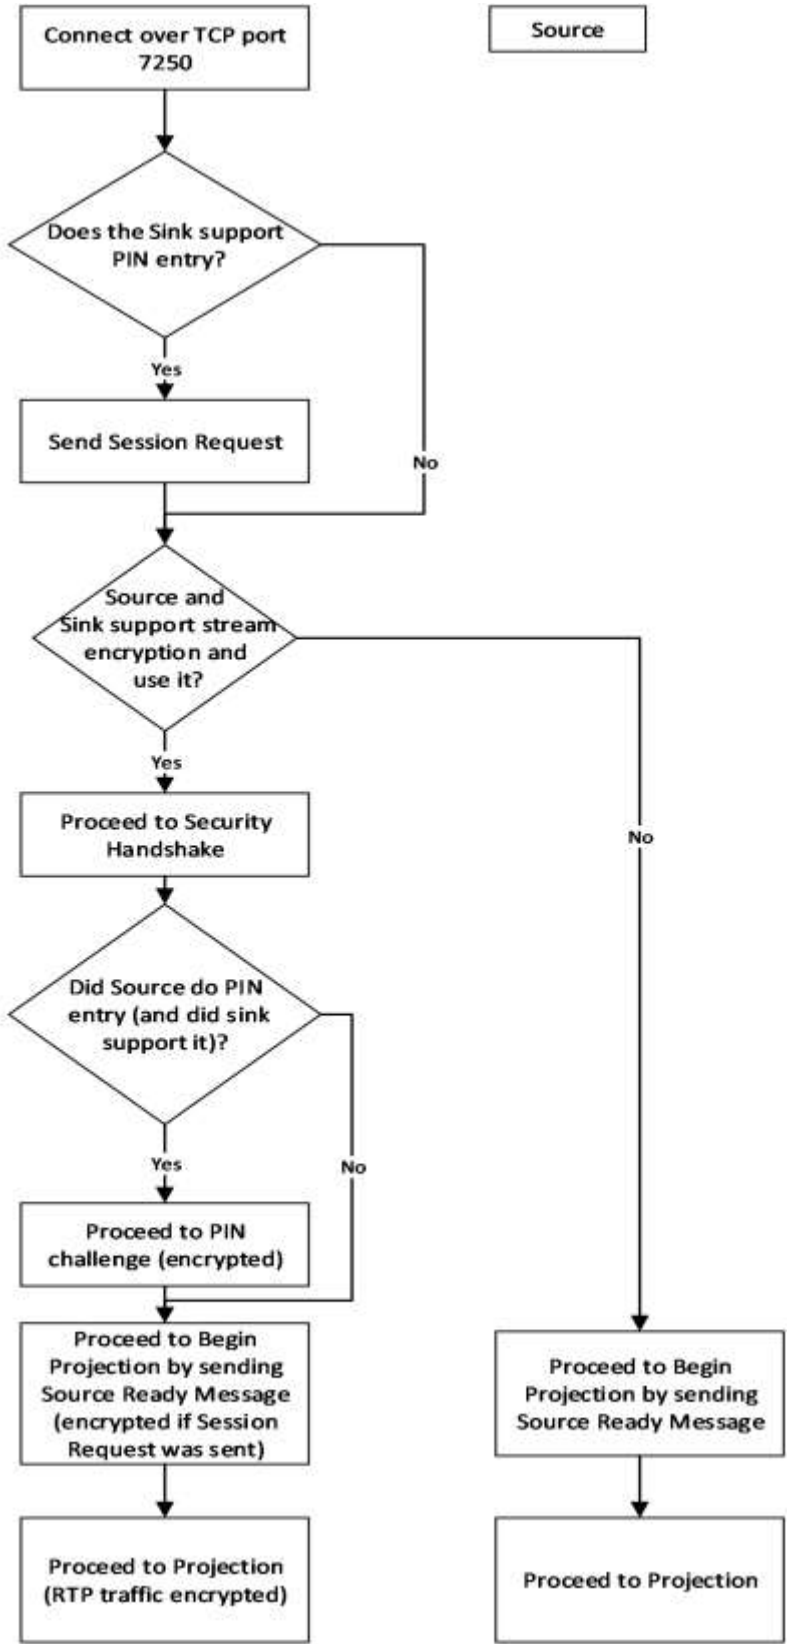 Connect over TCP port
7250
Source
Does the Sink support
PIN entry?
Yes
Send Session Request
No
Source and
Sink support stream
encryption and
use it?
Yes
Proceed to Security
Handshake
No
Did Source do PIN
entry (and did sink
support it)?
Yes
No
Proceed to PIN
challenge (encrypted)
Proceed to Begin
Projection by sending
Source Ready Message
(encrypted if Session
Request was sent)
Proceed to Begin
Projection by sending
Source Ready Message
Proceed to Projection
(RTP traffic encrypted)
Proceed to Projection